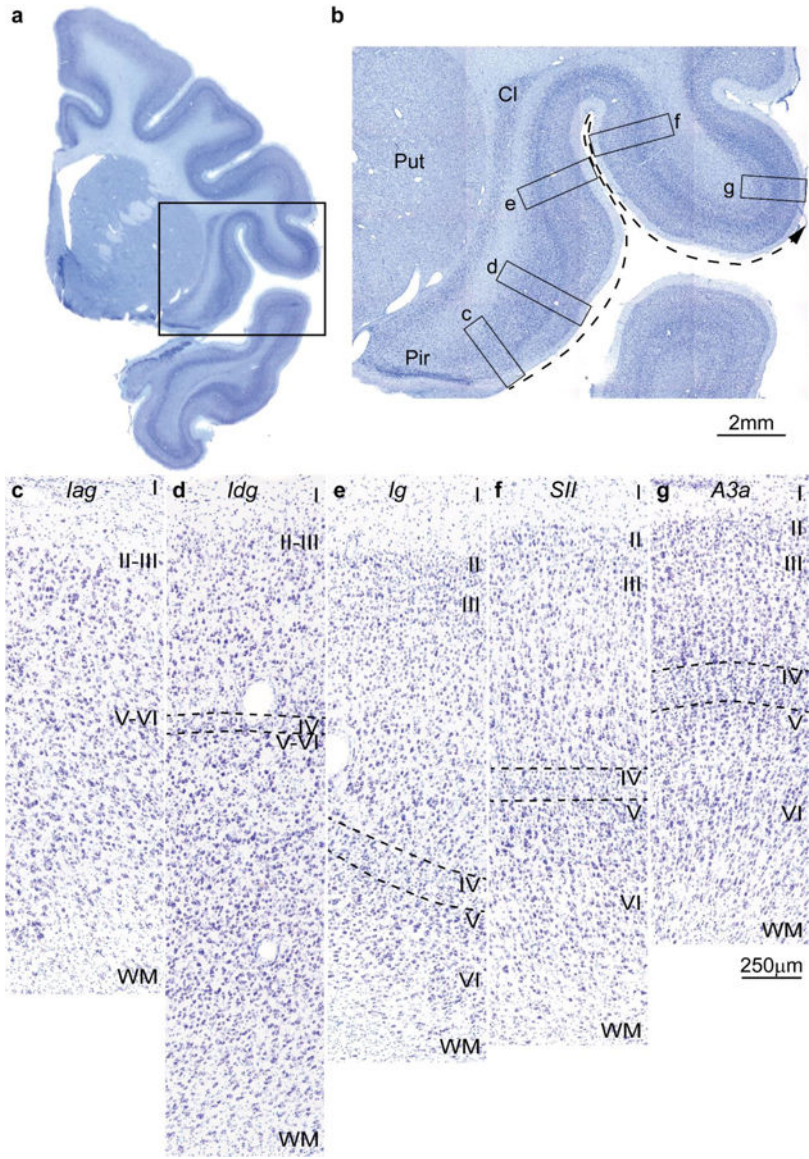 a
b
Cl
f
Put
g
e
d
c
Pir
2mm
c Iag I
II-III
V-VI
WM
d Idg I
II-III
IV
V-VI
WM
e Ig I
II
III
IV
V
VI
WM
f SII I
II
III
IV
V
VI
WM
g A3a I
II
III
IV
V
VI
WM
250µm